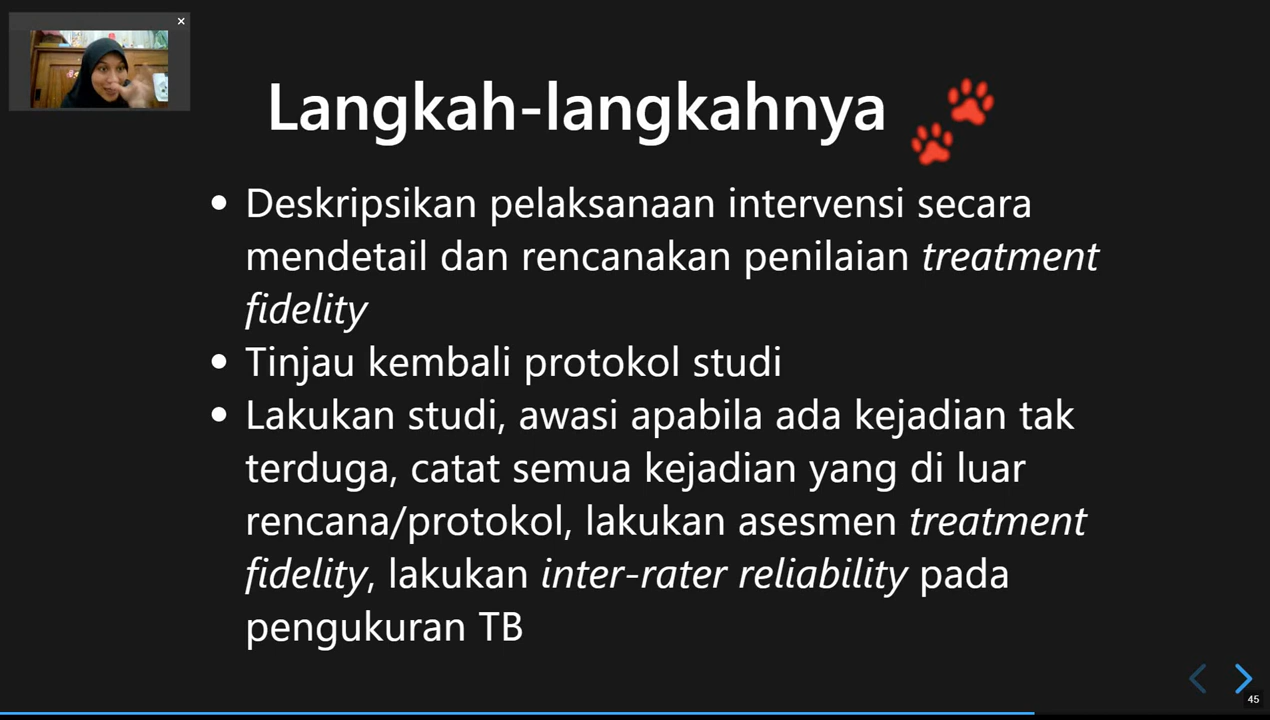 Langkah-langkahnya
• Deskripsikan pelaksanaan intervensi secara
mendetail dan rencanakan penilaian treatment
fidelity
• Tinjau kembali protokol studi
• Lakukan studi, awasi apabila ada kejadian tak
terduga, catat semua kejadian yang di luar
rencana/protokol, lakukan asesmen treatment
fidelity, lakukan inter-rater reliability pada
pengukuran TB
45